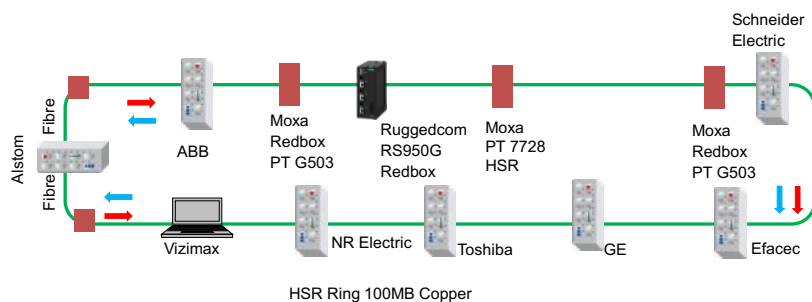 Schneider
Electric
Fibre
Alstom
Fibre
ABB
Moxa
Redbox
PT G503
Ruggedcom
RS950G
Redbox
Moxa
PT 7728
HSR
Moxa
Redbox
PT G503
Vizimax
NR Electric
Toshiba
GE
Efacec
HSR Ring 100MB Copper